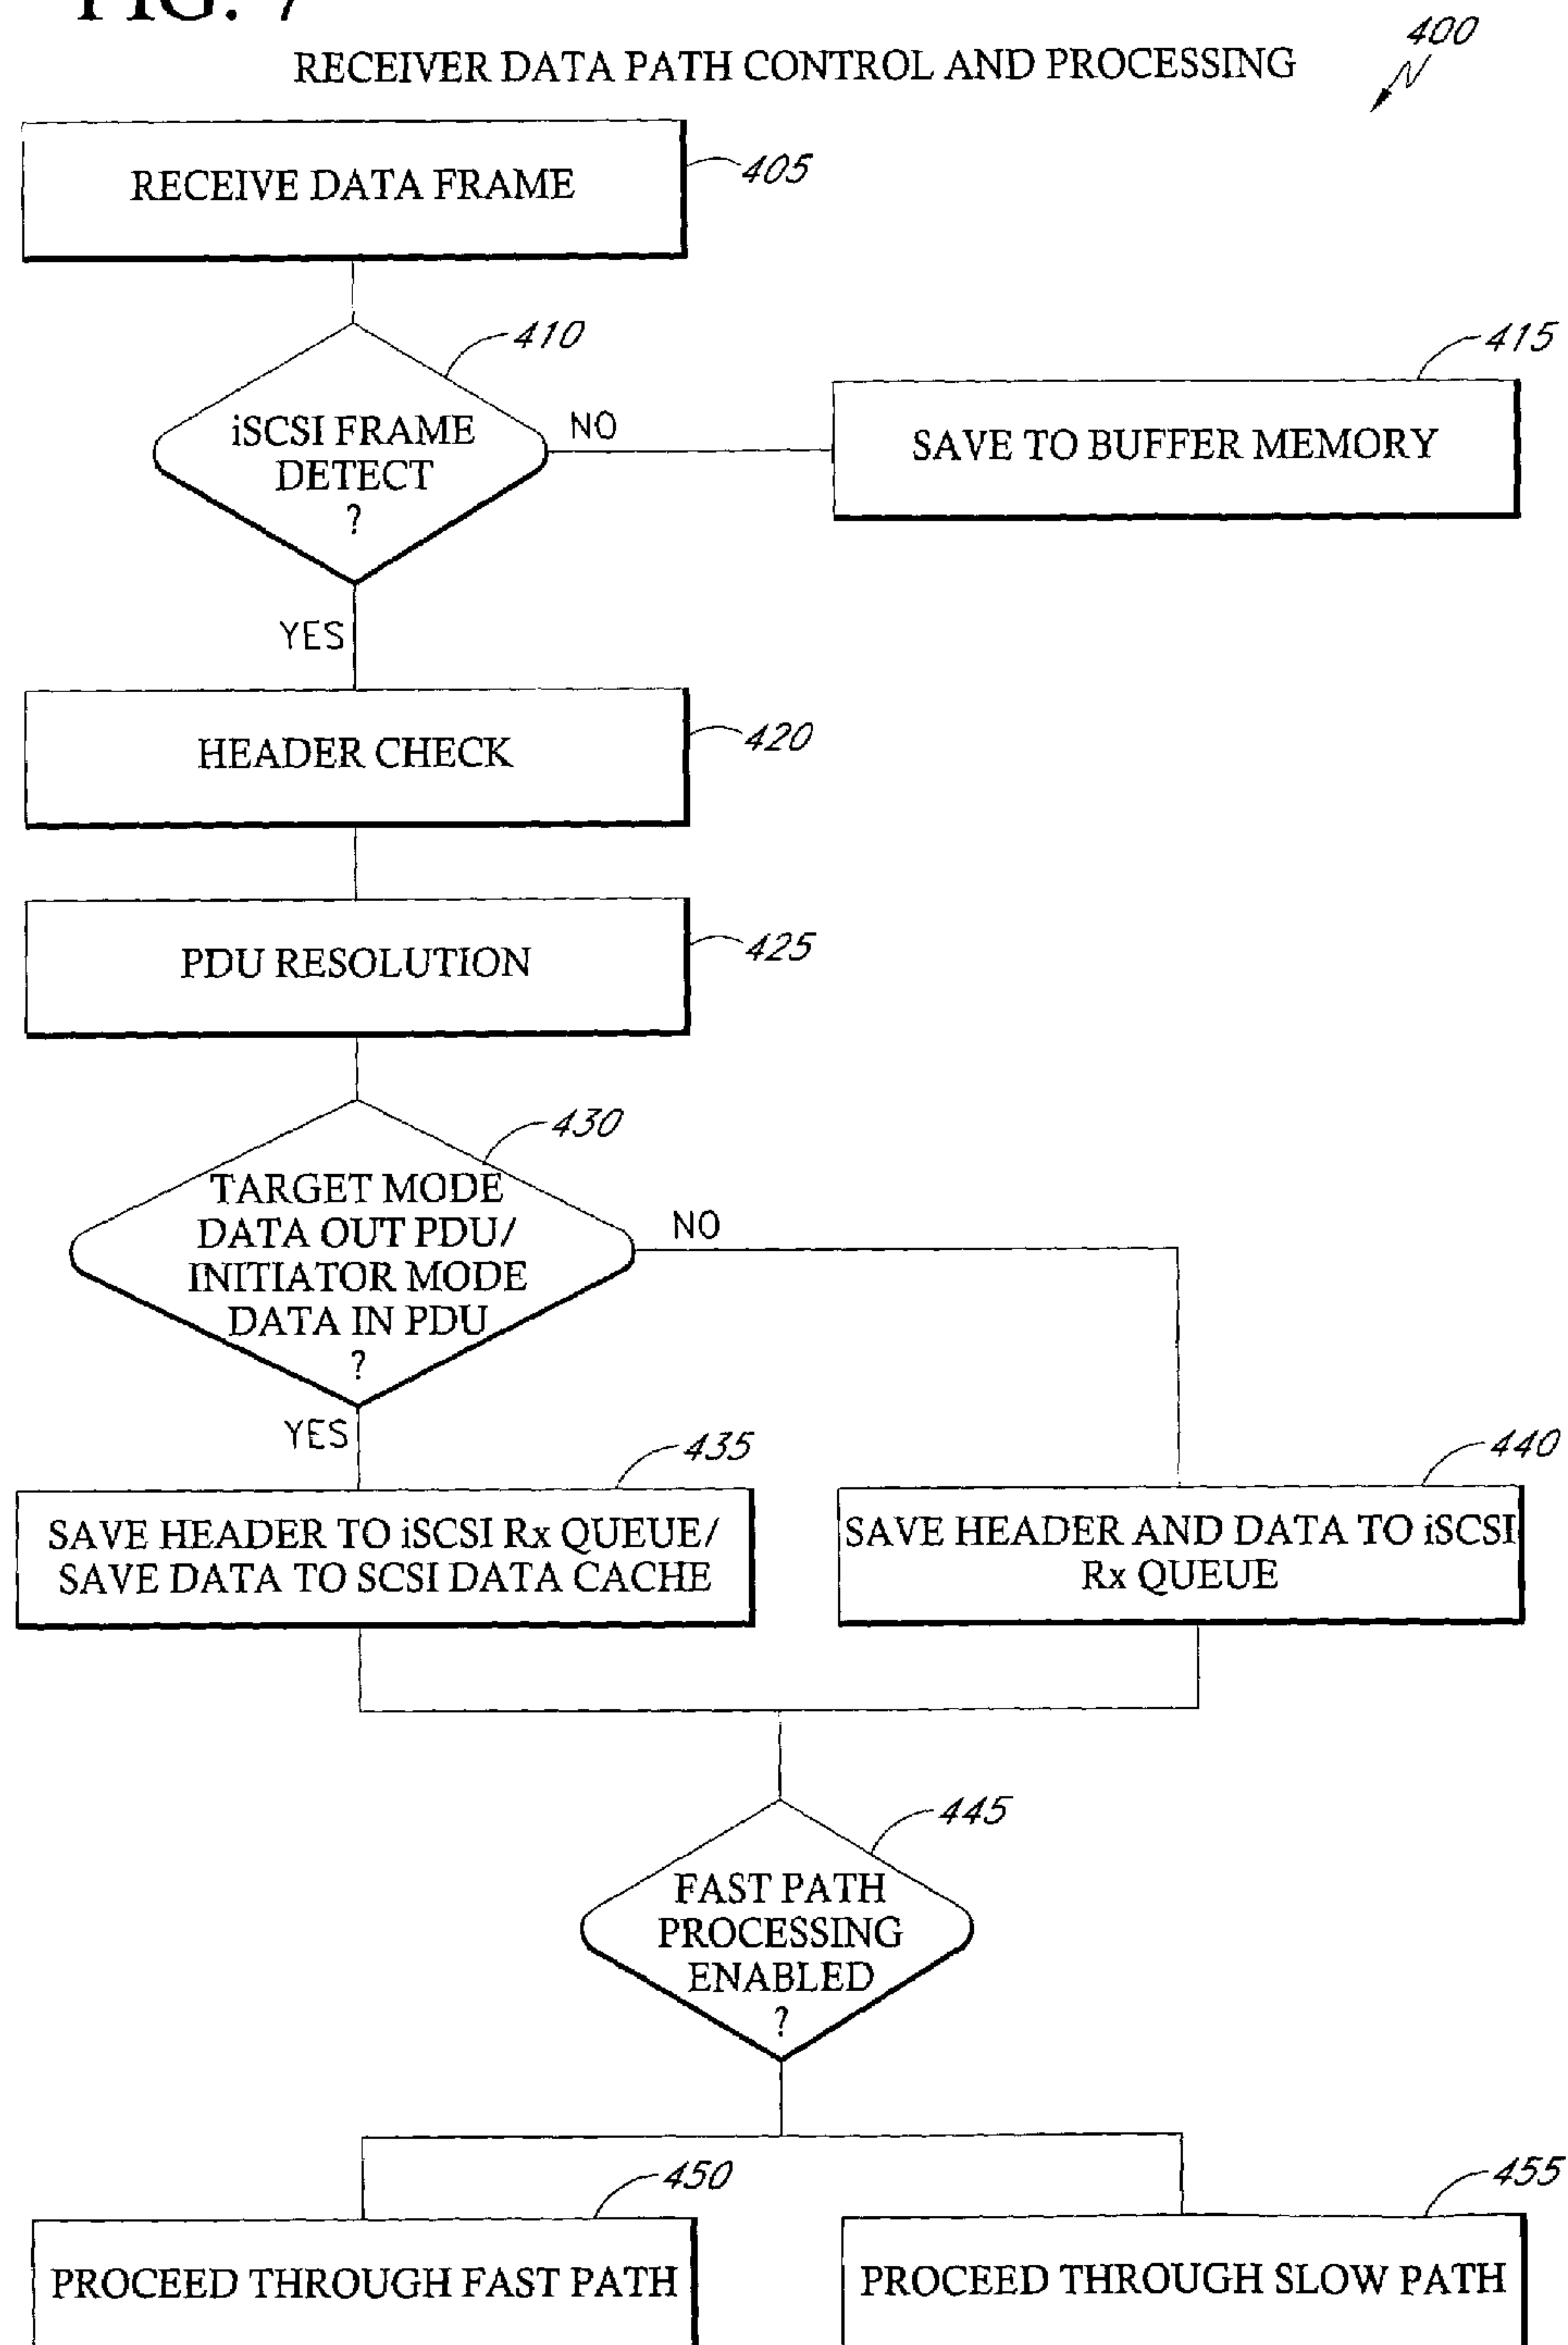 FIG. 7
RECEIVER DATA PATH CONTROL AND PROCESSING
400
RECEIVE DATA FRAME
405
410
iSCSI FRAME
DETECT
?
NO
415
SAVE TO BUFFER MEMORY
YES
HEADER CHECK
420
PDU RESOLUTION
425
430
TARGET MODE
DATA OUT PDU/
INITIATOR MODE
DATA IN PDU
?
NO
YES
435
SAVE HEADER TO iSCSI Rx QUEUE/
SAVE DATA TO SCSI DATA CACHE
440
SAVE HEADER AND DATA TO iSCSI
Rx QUEUE
445
FAST PATH
PROCESSING
ENABLED
?
450
PROCEED THROUGH FAST PATH
455
PROCEED THROUGH SLOW PATH